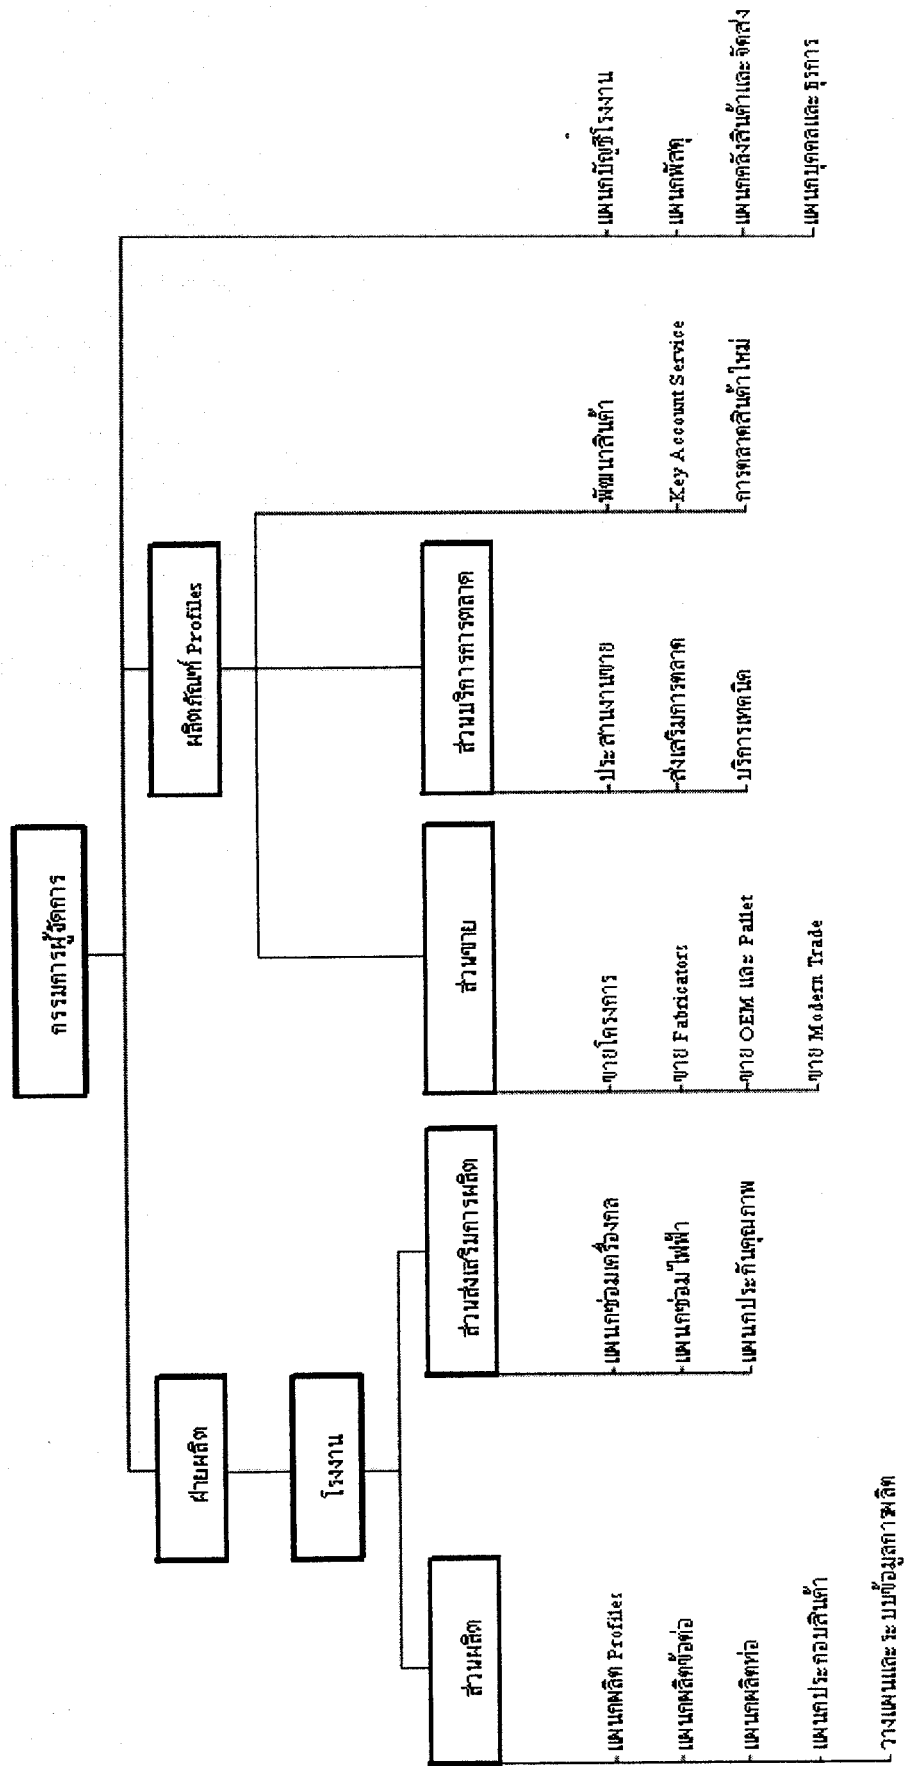 กรรมการผู้จัดการ
ฝ่ายผลิต
ผลิตภัณฑ์ Profiles
โรงงาน
ส่วนผลิต
ส่วนส่งเสริมการผลิต
ส่วนขาย
ส่วนบริการการตลาด
แผนกผลิต Profiles
แผนกผลิตข้อต่อ
แผนกผลิตท่อ
แผนกประกอบสินค้า
วางแผนและระบบข้อมูลการผลิต
แผนกซ่อมเครื่องกล
แผนกซ่อมไฟฟ้า
แผนกประกันคุณภาพ
ขายโครงการ
ขาย Fabricators
ขาย OEM และ Pallet
ขาย Modern Trade
ประสานงานขาย
ส่งเสริมการตลาด
บริการเทคนิค
พัฒนาสินค้า
Key Account Service
การตลาดสินค้าใหม่
แผนกบัญชีโรงงาน
แผนกพัสดุ
แผนกคลังสินค้าและจัดส่ง
แผนกบุคคลและธุรการ